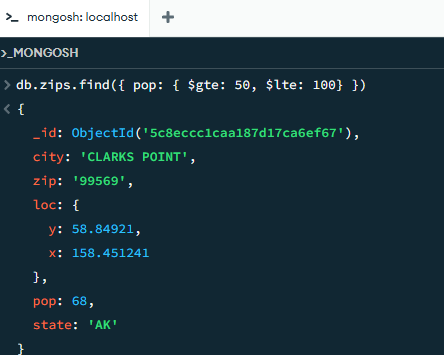 >_ mongosh: localhost +
>_MONGOSH
> db.zips.find({ pop: { $gte: 50, $lte: 100} })
< {
_id: ObjectId('5c8eccc1caa187d17ca6ef67'),
city: 'CLARKS POINT',
zip: '99569',
loc: {
y: 58.84921,
x: 158.451241
},
pop: 68,
state: 'AK'
}